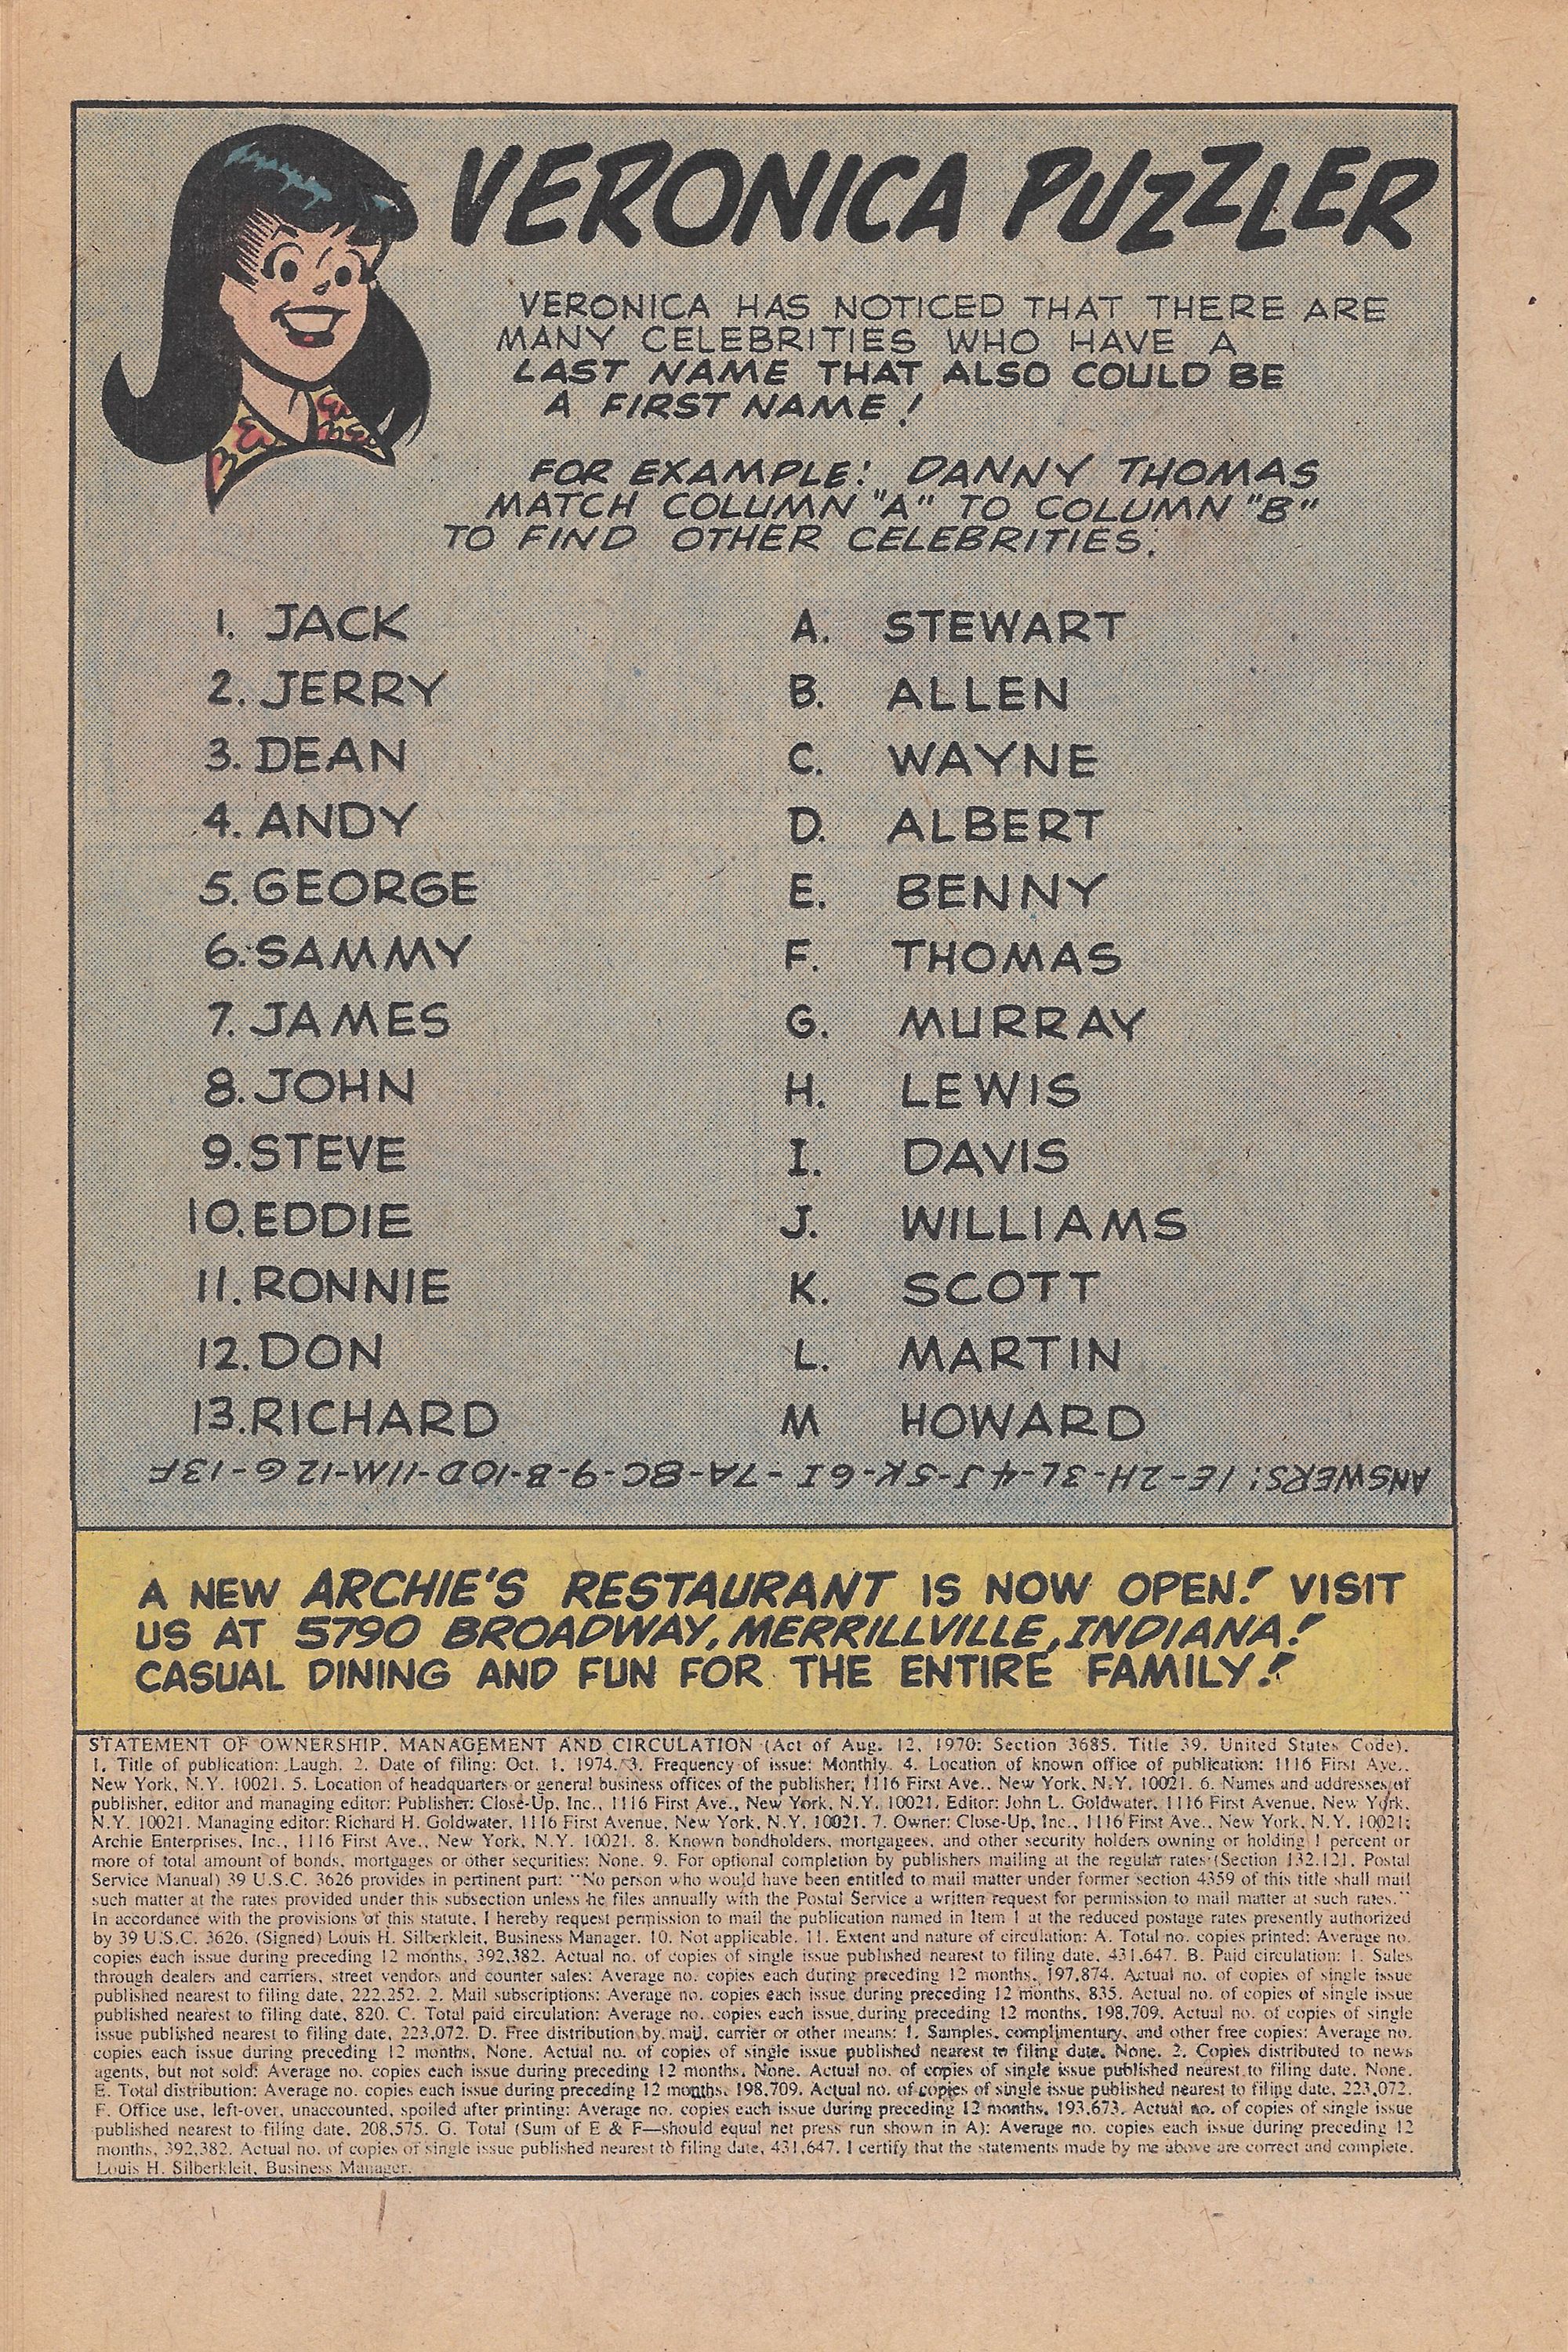 VERONICA PUZZLER
VERONICA HAS NOTICED THAT THERE ARE
MANY CELEBRITIES WHO HAVE A
LAST NAME THAT ALSO COULD BE
A FIRST NAME!
FOR EXAMPLE: DANNY THOMAS
MATCH COLUMN "A" TO COLUMN "B"
TO FIND OTHER CELEBRITIES.
1. JACK A. STEWART
2. JERRY B. ALLEN
3. DEAN C. WAYNE
4. ANDY D. ALBERT
5. GEORGE E. BENNY
6. SAMMY F. THOMAS
7. JAMES G. MURRAY
8. JOHN H. LEWIS
9. STEVE I. DAVIS
10. EDDIE J. WILLIAMS
11. RONNIE K. SCOTT
12. DON L. MARTIN
13. RICHARD M HOWARD
ANSWERS: 1E-2H-3L-4J-5K-6I-7A-8C-9-B-10D-11M-12G-13F
A NEW ARCHIE'S RESTAURANT IS NOW OPEN! VISIT
US AT 5790 BROADWAY, MERRILLVILLE, INDIANA!
CASUAL DINING AND FUN FOR THE ENTIRE FAMILY!
STATEMENT OF OWNERSHIP, MANAGEMENT AND CIRCULATION (Act of Aug. 12, 1970: Section 3685. Title 39. United States Code).
1. Title of publication: Laugh. 2. Date of filing: Oct. 1, 1974. 3. Frequency of issue: Monthly. 4. Location of known office of publication: 1116 First Ave.,
New York, N.Y. 10021. 5. Location of headquarters or general business offices of the publisher; 1116 First Ave., New York, N.Y. 10021. 6. Names and addresses of
publisher, editor and managing editor: Publisher: Close-Up, Inc., 1116 First Ave., New York, N.Y. 10021. Editor: John L. Goldwater, 1116 First Avenue, New York,
N.Y. 10021. Managing editor: Richard H. Goldwater, 1116 First Avenue, New York, N.Y. 10021. 7. Owner: Close-Up, Inc., 1116 First Ave., New York, N.Y. 10021;
Archie Enterprises, Inc., 1116 First Ave., New York, N.Y. 10021. 8. Known bondholders, mortgagees, and other security holders owning or holding 1 percent or
more of total amount of bonds, mortgages or other securities: None. 9. For optional completion by publishers mailing at the regular rates (Section 132.121, Postal
Service Manual) 39 U.S.C. 3626 provides in pertinent part: "No person who would have been entitled to mail matter under former section 4359 of this title shall mail
such matter at the rates provided under this subsection unless he files annually with the Postal Service a written request for permission to mail matter at such rates."
In accordance with the provisions of this statute, I hereby request permission to mail the publication named in Item 1 at the reduced postage rates presently authorized
by 39 U.S.C. 3626. (Signed) Louis H. Silberkleit, Business Manager. 10. Not applicable. 11. Extent and nature of circulation: A. Total no. copies printed: Average no.
copies each issue during preceding 12 months, 392,382. Actual no. of copies of single issue published nearest to filing date, 431,647. B. Paid circulation: 1. Sales
through dealers and carriers, street vendors and counter sales: Average no. copies each during preceding 12 months, 197,874. Actual no. of copies of single issue
published nearest to filing date, 222,252. 2. Mail subscriptions: Average no. copies each issue during preceding 12 months, 835. Actual no. of copies of single issue
published nearest to filing date, 820. C. Total paid circulation: Average no. copies each issue during preceding 12 months, 198,709. Actual no. of copies of single
issue published nearest to filing date, 223,072. D. Free distribution by mail, carrier or other means: 1. Samples, complimentary, and other free copies: Average no.
copies each issue during preceding 12 months, None. Actual no. of copies of single issue published nearest to filing date, None. 2. Copies distributed to news
agents, but not sold: Average no. copies each issue during preceding 12 months, None. Actual no. of copies of single issue published nearest to filing date, None.
E. Total distribution: Average no. copies each issue during preceding 12 months, 198,709. Actual no. of copies of single issue published nearest to filing date, 223,072.
F. Office use, left-over, unaccounted, spoiled after printing: Average no. copies each issue during preceding 12 months, 193,673. Actual no. of copies of single issue
published nearest to filing date, 208,575. G. Total (Sum of E & F—should equal net press run shown in A): Average no. copies each issue during preceding 12
months, 392,382. Actual no. of copies of single issue published nearest to filing date, 431,647. I certify that the statements made by me above are correct and complete.
Louis H. Silberkleit, Business Manager.